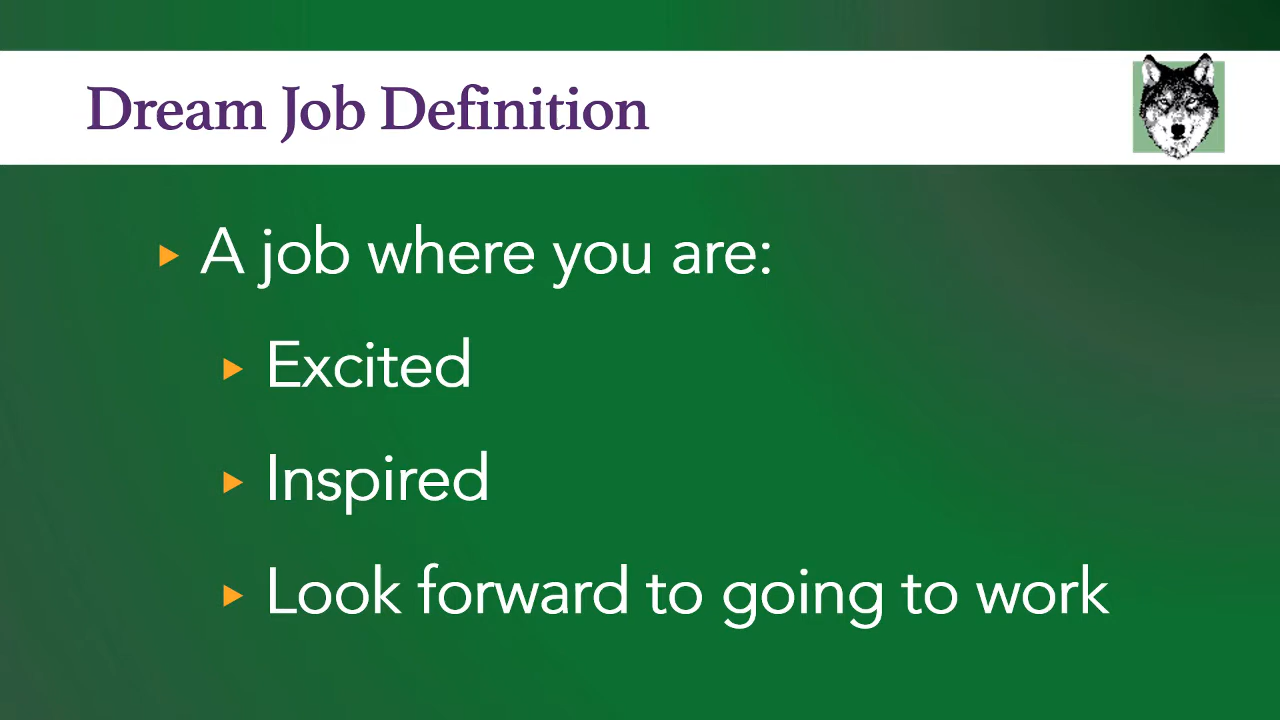 Dream Job Definition
A job where you are:
Excited
Inspired
Look forward to going to work